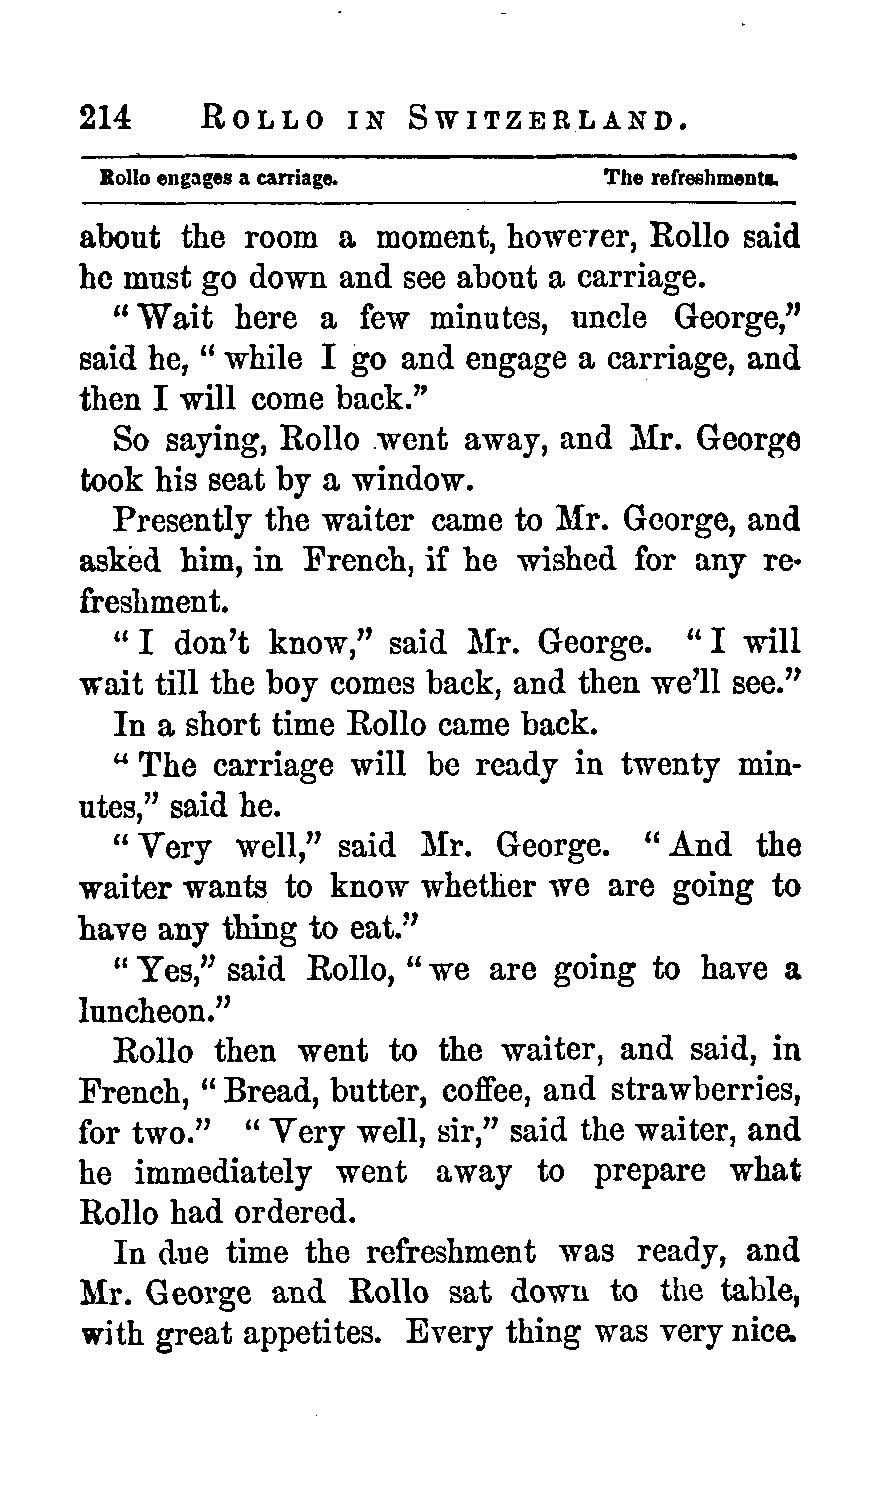 214 ROLLO IN SWITZERLAND.
Rollo engages a carriage. The refreshments.
about the room a moment, however, Rollo said
he must go down and see about a carriage.
“Wait here a few minutes, uncle George,”
said he, “while I go and engage a carriage, and
then I will come back.”
So saying, Rollo went away, and Mr. George
took his seat by a window.
Presently the waiter came to Mr. George, and
asked him, in French, if he wished for any re-
freshment.
“I don’t know,” said Mr. George. “I will
wait till the boy comes back, and then we’ll see.”
In a short time Rollo came back.
“The carriage will be ready in twenty min-
utes,” said he.
“Very well,” said Mr. George. “And the
waiter wants to know whether we are going to
have any thing to eat.”
“Yes,” said Rollo, “we are going to have a
luncheon.”
Rollo then went to the waiter, and said, in
French, “Bread, butter, coffee, and strawberries,
for two.” “Very well, sir,” said the waiter, and
he immediately went away to prepare what
Rollo had ordered.
In due time the refreshment was ready, and
Mr. George and Rollo sat down to the table,
with great appetites. Every thing was very nice.